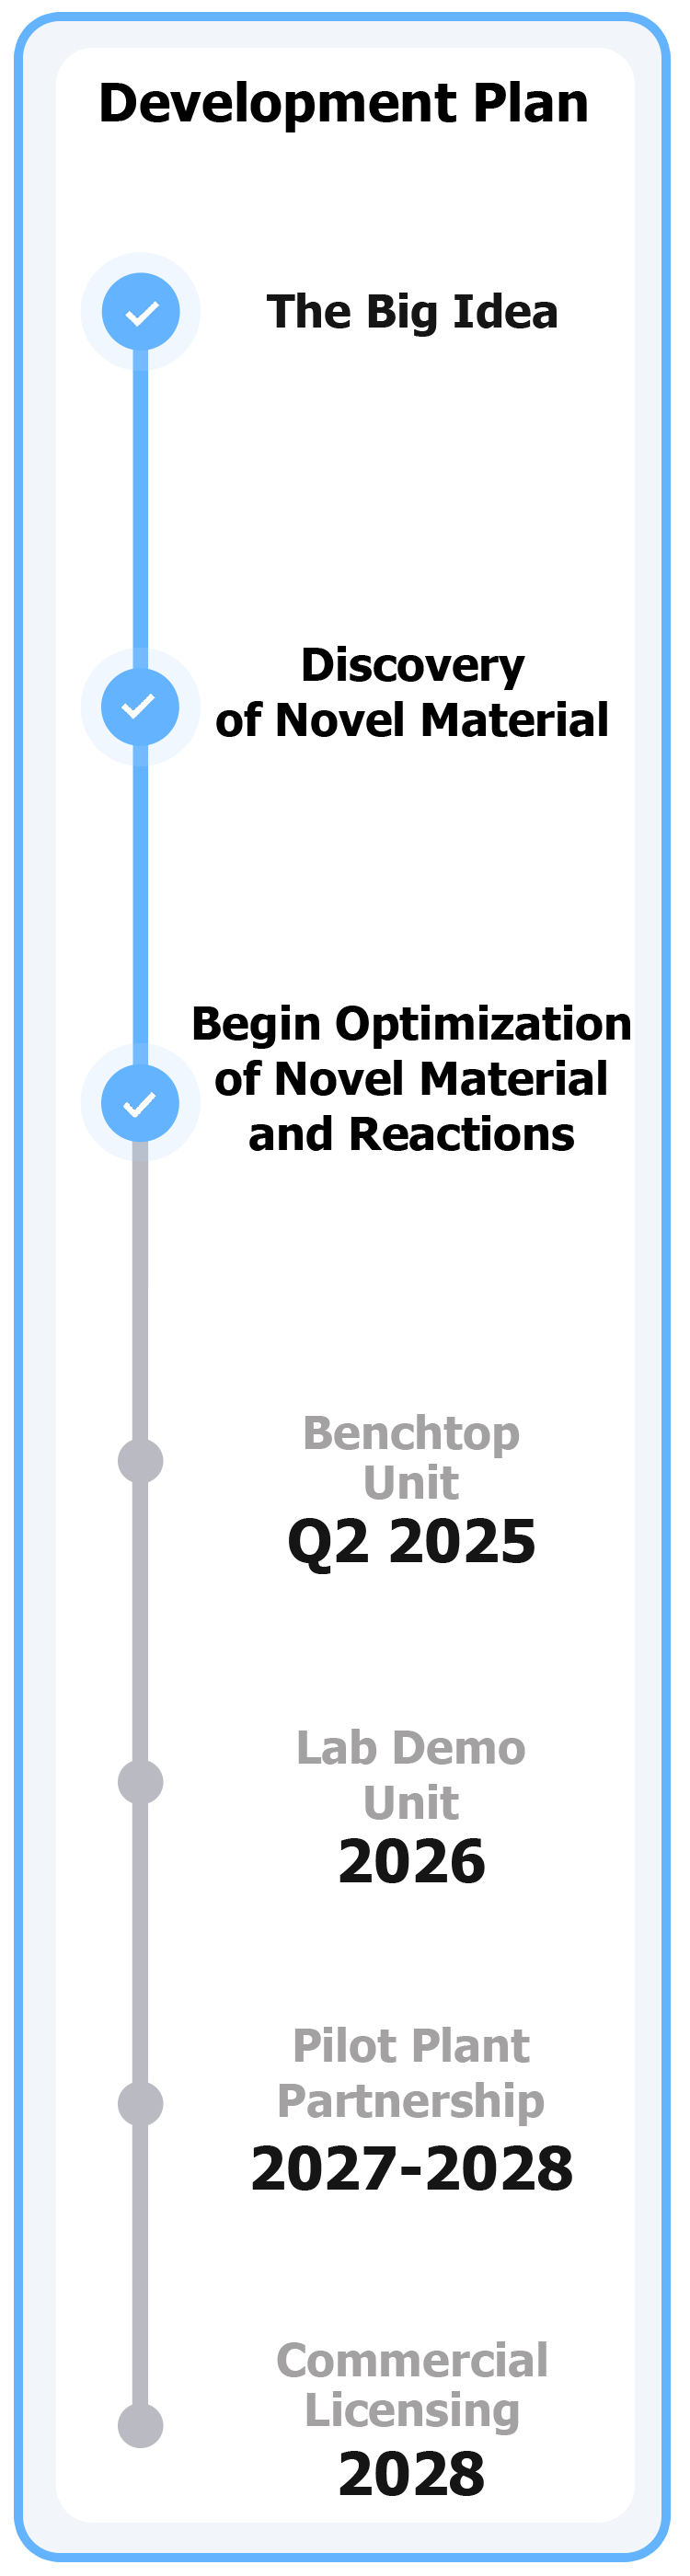 Development Plan
The Big Idea
Discovery
of Novel Material
Begin Optimization
of Novel Material
and Reactions
Benchtop
Unit
Q2 2025
Lab Demo
Unit
2026
Pilot Plant
Partnership
2027-2028
Commercial
Licensing
2028